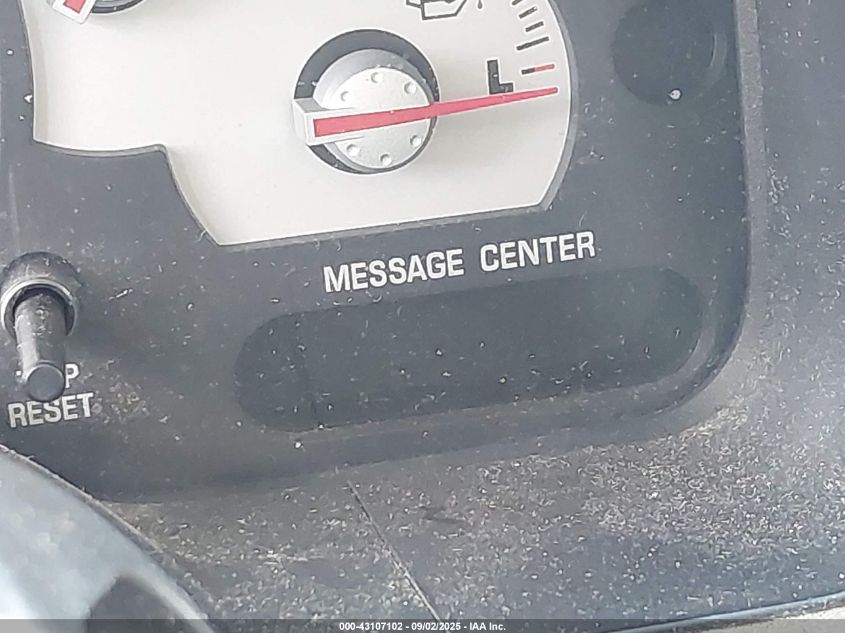 L
MESSAGE CENTER
RESET
000-43107102 - 09/02/2025 - IAA Inc.